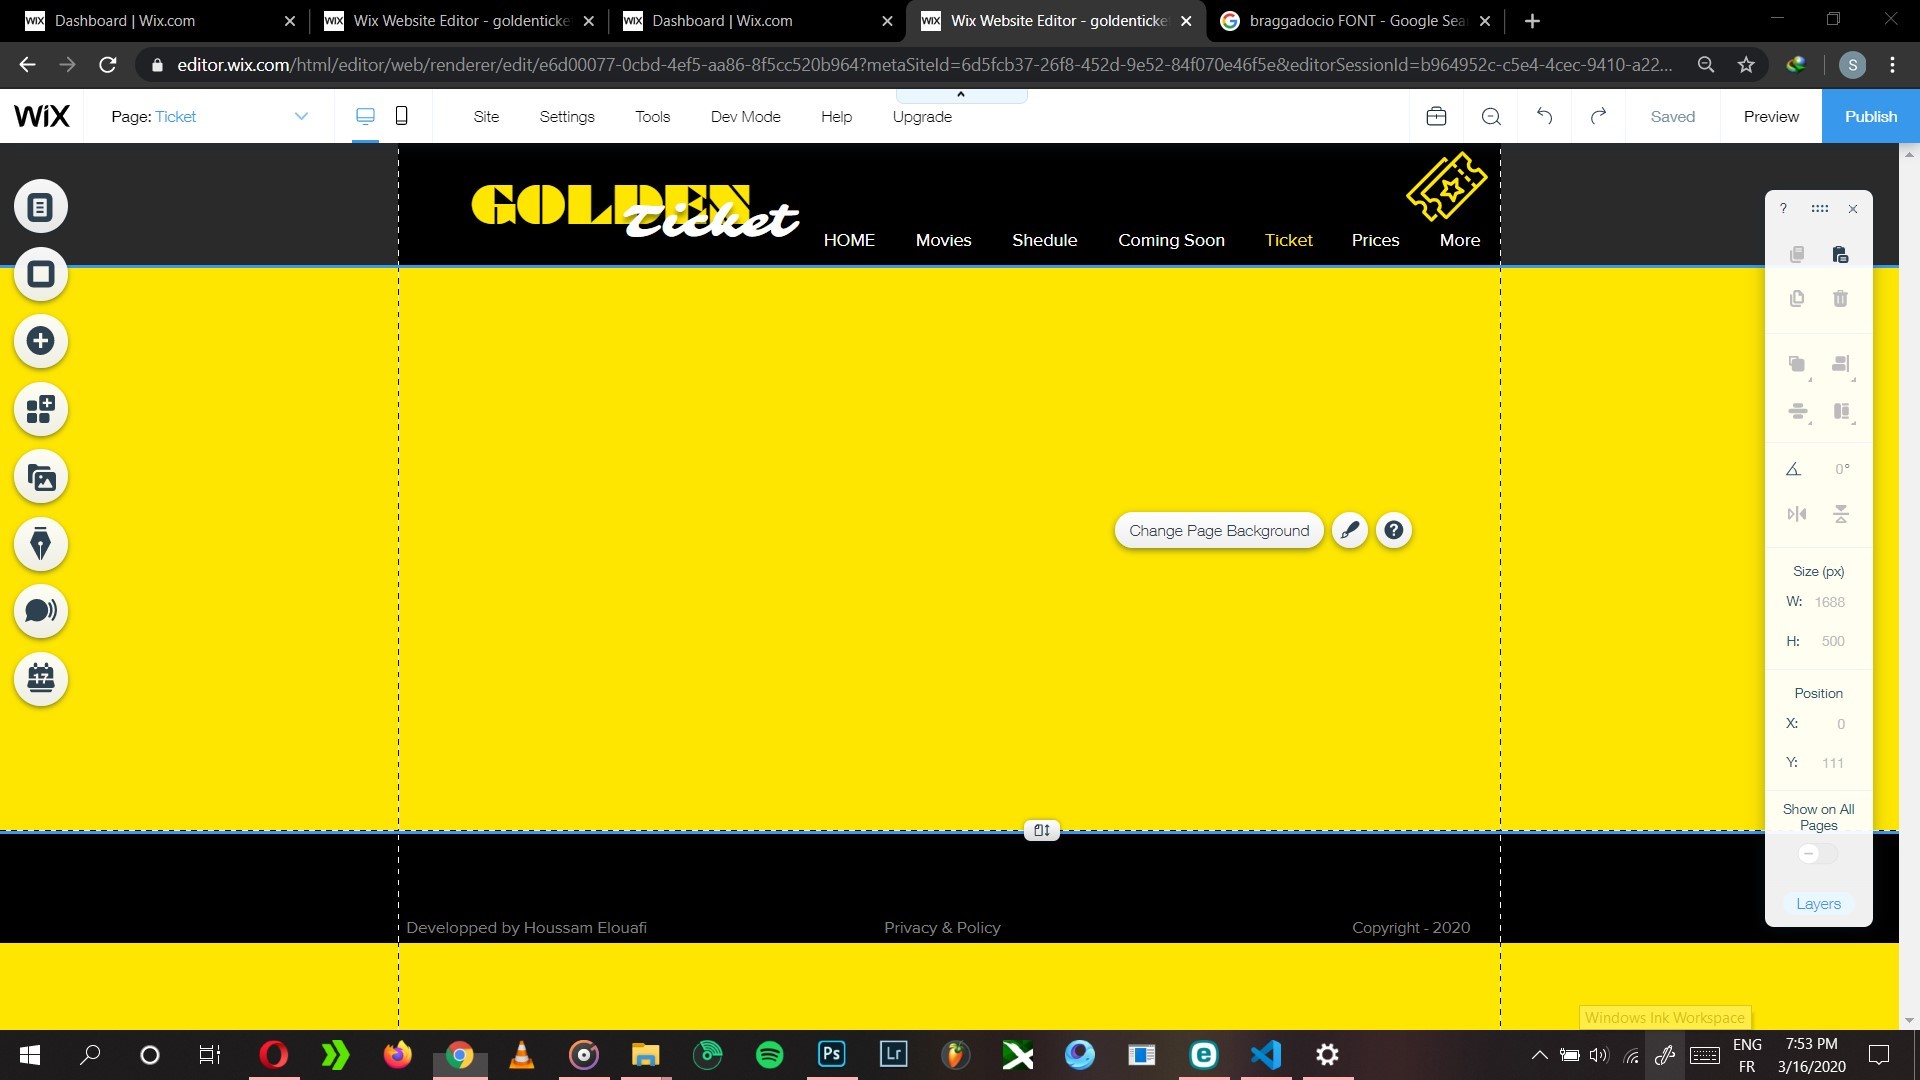 Dashboard | Wix.com
Wix Website Editor - goldenticke
Dashboard | Wix.com
Wix Website Editor - goldenticke
braggadocio FONT - Google Sea
editor.wix.com/html/editor/web/renderer/edit/e6d00077-0cbd-4ef5-aa86-8f5cc520b964?metaSiteId=6d5fcb37-26f8-452d-9e52-84f070e46f5e&editorSessionId=b964952c-c5e4-4cec-9410-a22...
S
WiX
Page: Ticket
Site
Settings
Tools
Dev Mode
Help
Upgrade
Saved
Preview
Publish
GOLDEN
Ticket
HOME
Movies
Shedule
Coming Soon
Ticket
Prices
More
?
17
Change Page Background
?
0°
Size (px)
W: 1688
H: 500
Position
X: 0
Y: 111
Show on All
Pages
Layers
Developped by Houssam Elouafi
Privacy & Policy
Copyright - 2020
Windows Ink Workspace
Ps
Lr
ENG
FR
7:53 PM
3/16/2020